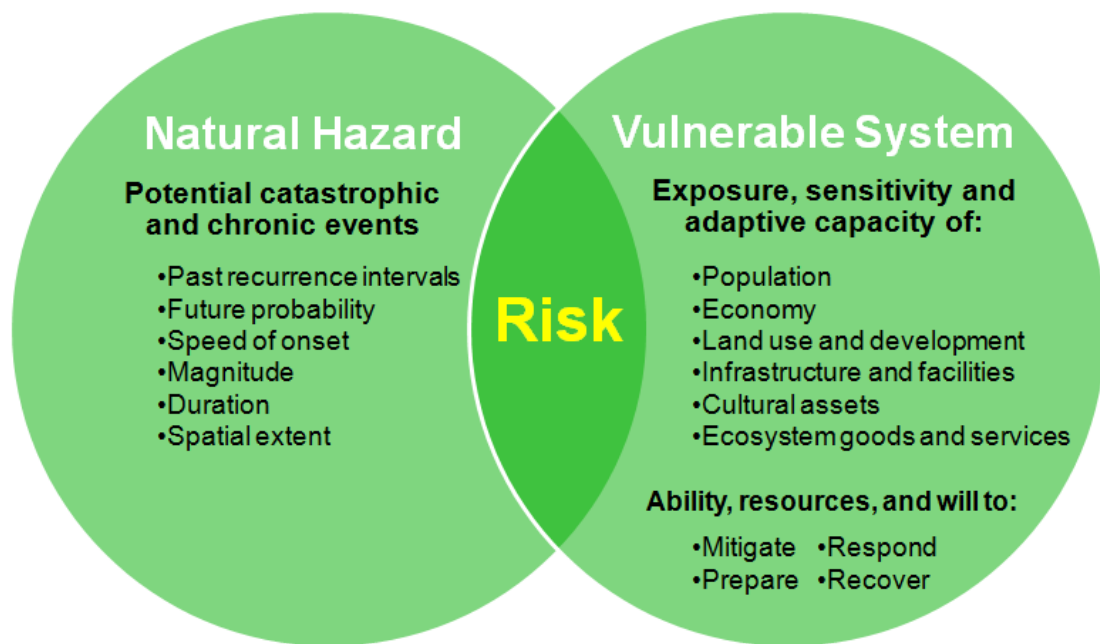 Natural Hazard
Potential catastrophic
and chronic events
•Past recurrence intervals
•Future probability
•Speed of onset
•Magnitude
•Duration
•Spatial extent
Risk
Vulnerable System
Exposure, sensitivity and
adaptive capacity of:
•Population
•Economy
•Land use and development
•Infrastructure and facilities
•Cultural assets
•Ecosystem goods and services
Ability, resources, and will to:
•Mitigate •Respond
•Prepare •Recover